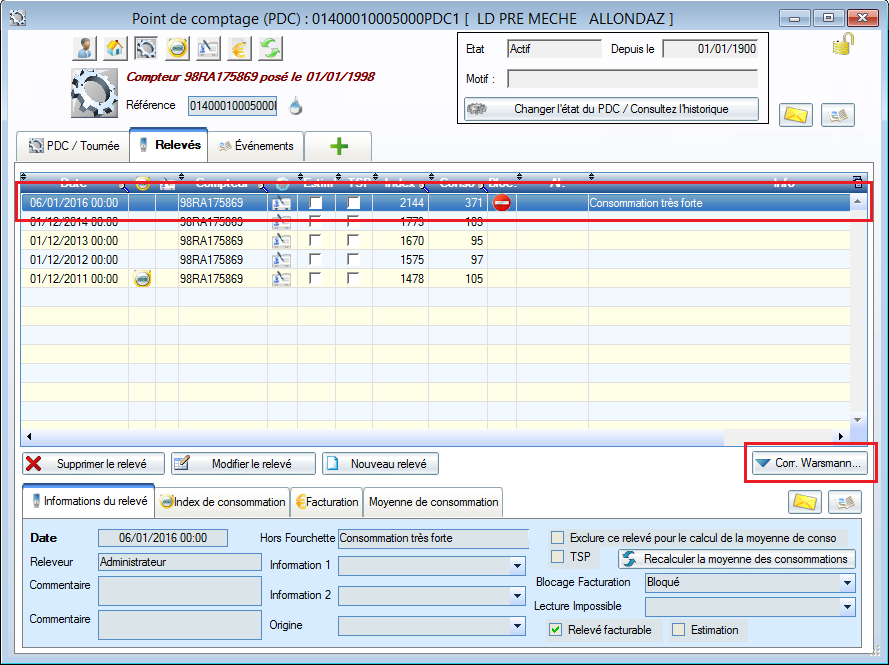 Point de comptage (PDC) : 01400010005000PDC1 [ LD PRE MECHE ALLONDAZ ]
Compteur 98RA175869 posé le 01/01/1998
Référence 01400010005000
Etat Actif Depuis le 01/01/1900
Motif :
Changer l'état du PDC / Consultez l'historique
PDC / Tournée Relevés Événements
Date Compteur Estim TSP Index Conso Bloc. Info
06/01/2016 00:00 98RA175869 2144 371 Consommation très forte
01/12/2014 00:00 98RA175869 1773 103
01/12/2013 00:00 98RA175869 1670 95
01/12/2012 00:00 98RA175869 1575 97
01/12/2011 00:00 98RA175869 1478 105
Supprimer le relevé Modifier le relevé Nouveau relevé Corr. Warsmann...
Informations du relevé Index de consommation Facturation Moyenne de consommation
Date 06/01/2016 00:00 Hors Fourchette Consommation très forte Exclure ce relevé pour le calcul de la moyenne de conso
Releveur Administrateur Information 1 TSP Recalculer la moyenne des consommations
Commentaire Information 2 Blocage Facturation Bloqué
Commentaire Origine Lecture Impossible
Relevé facturable Estimation